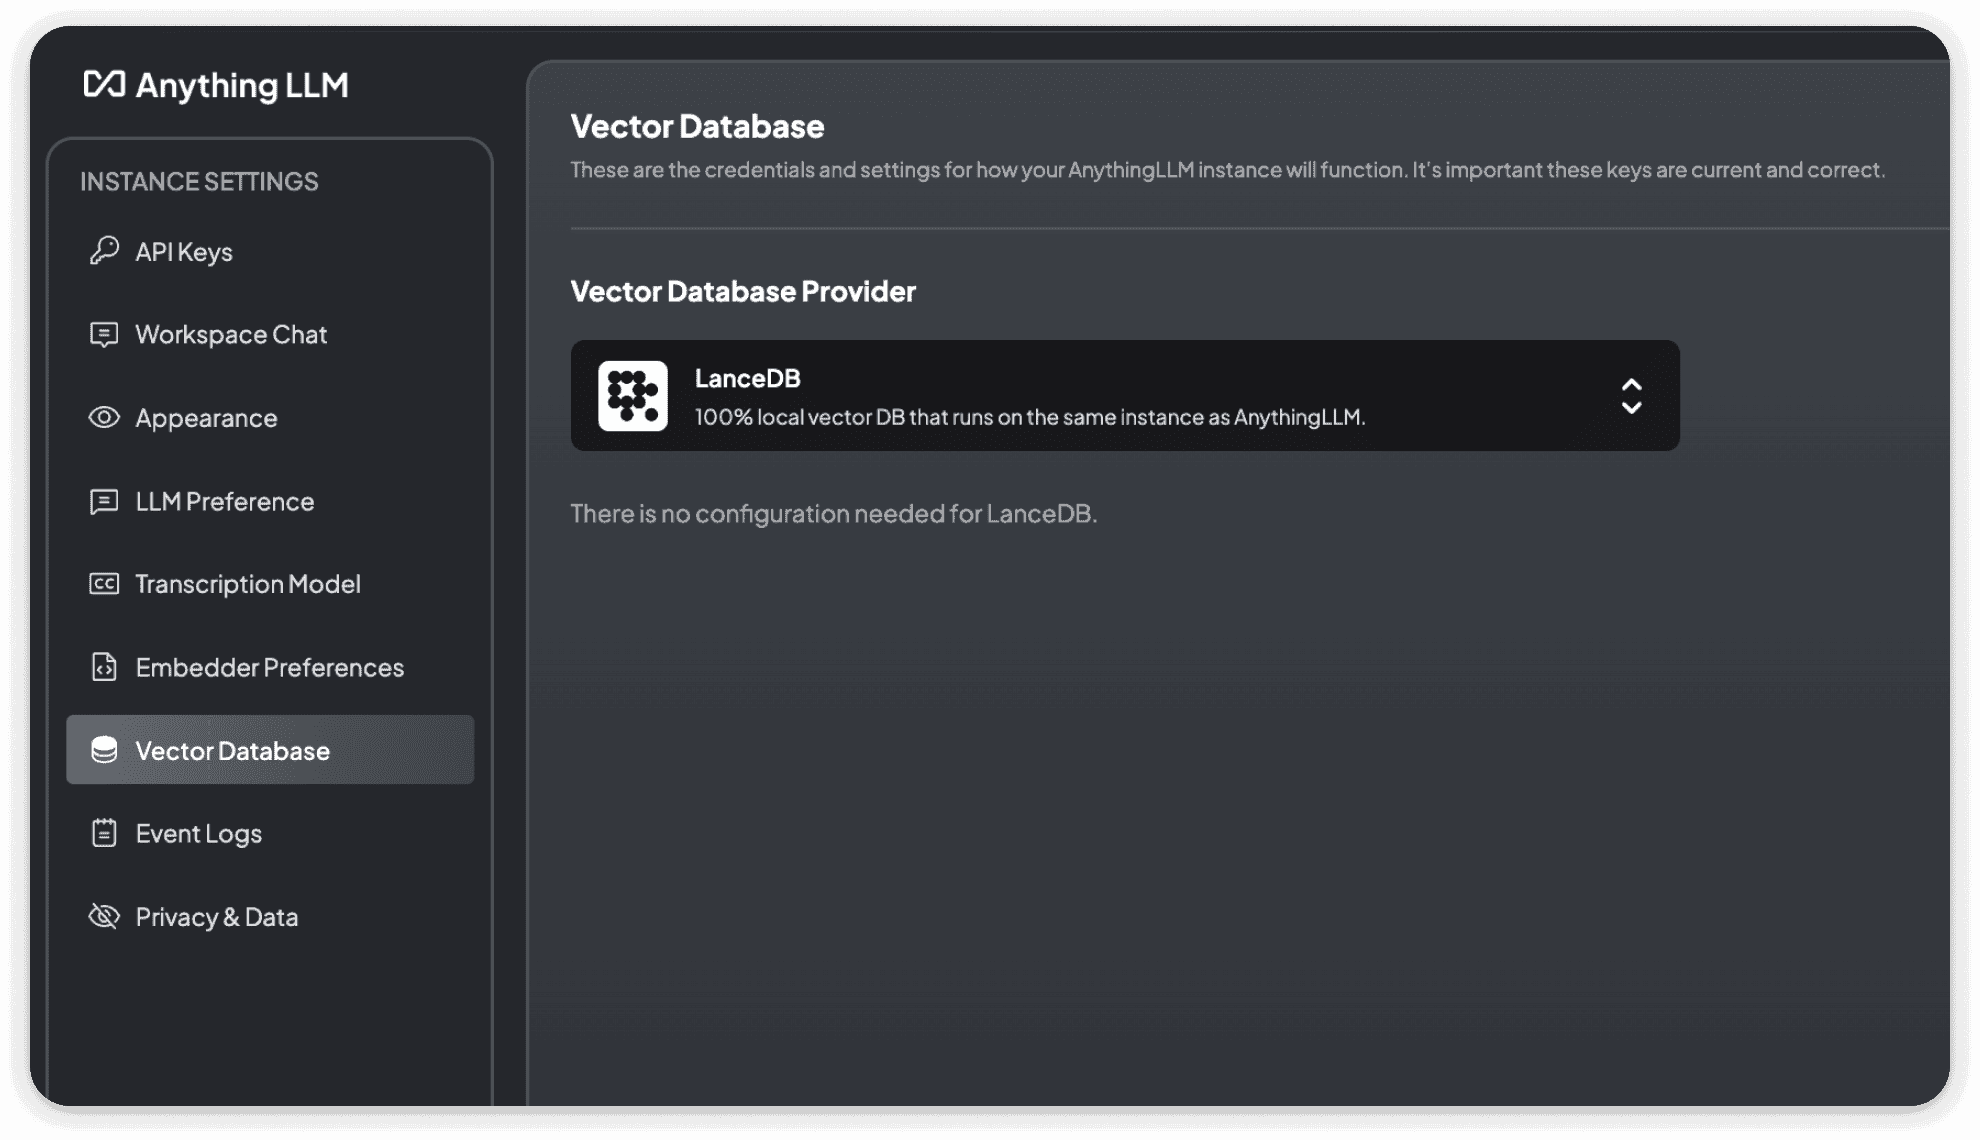 Anything LLM
INSTANCE SETTINGS
API Keys
Workspace Chat
Appearance
LLM Preference
CC Transcription Model
Embedder Preferences
Vector Database
Event Logs
Privacy & Data
Vector Database
These are the credentials and settings for how your AnythingLLM instance will function. It's important these keys are current and correct.
Vector Database Provider
LanceDB
100% local vector DB that runs on the same instance as AnythingLLM.
There is no configuration needed for LanceDB.